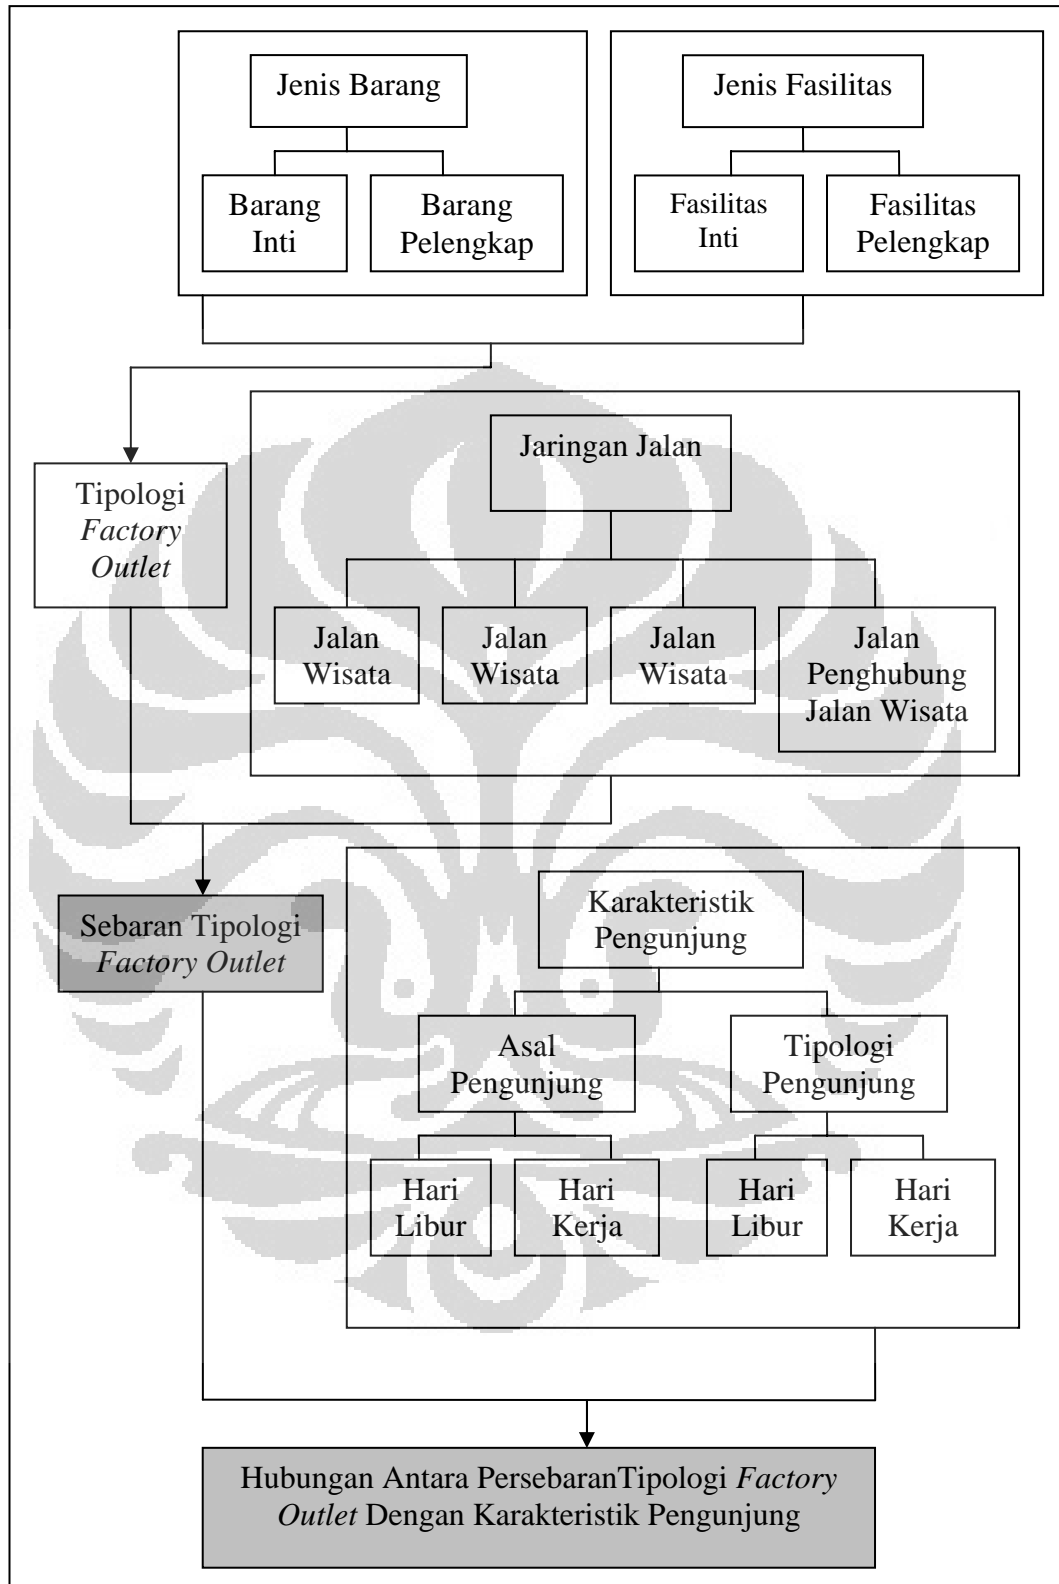 Jenis Barang
Jenis Fasilitas
Barang
Inti
Barang
Pelengkap
Fasilitas
Inti
Fasilitas
Pelengkap
Jaringan Jalan
Tipologi
Factory
Outlet
Jalan
Wisata
Jalan
Wisata
Jalan
Wisata
Jalan
Penghubung
Jalan Wisata
Karakteristik
Pengunjung
Sebaran Tipologi
Factory Outlet
Asal
Pengunjung
Tipologi
Pengunjung
Hari
Libur
Hari
Kerja
Hari
Libur
Hari
Kerja
Hubungan Antara PersebaranTipologi Factory
Outlet Dengan Karakteristik Pengunjung